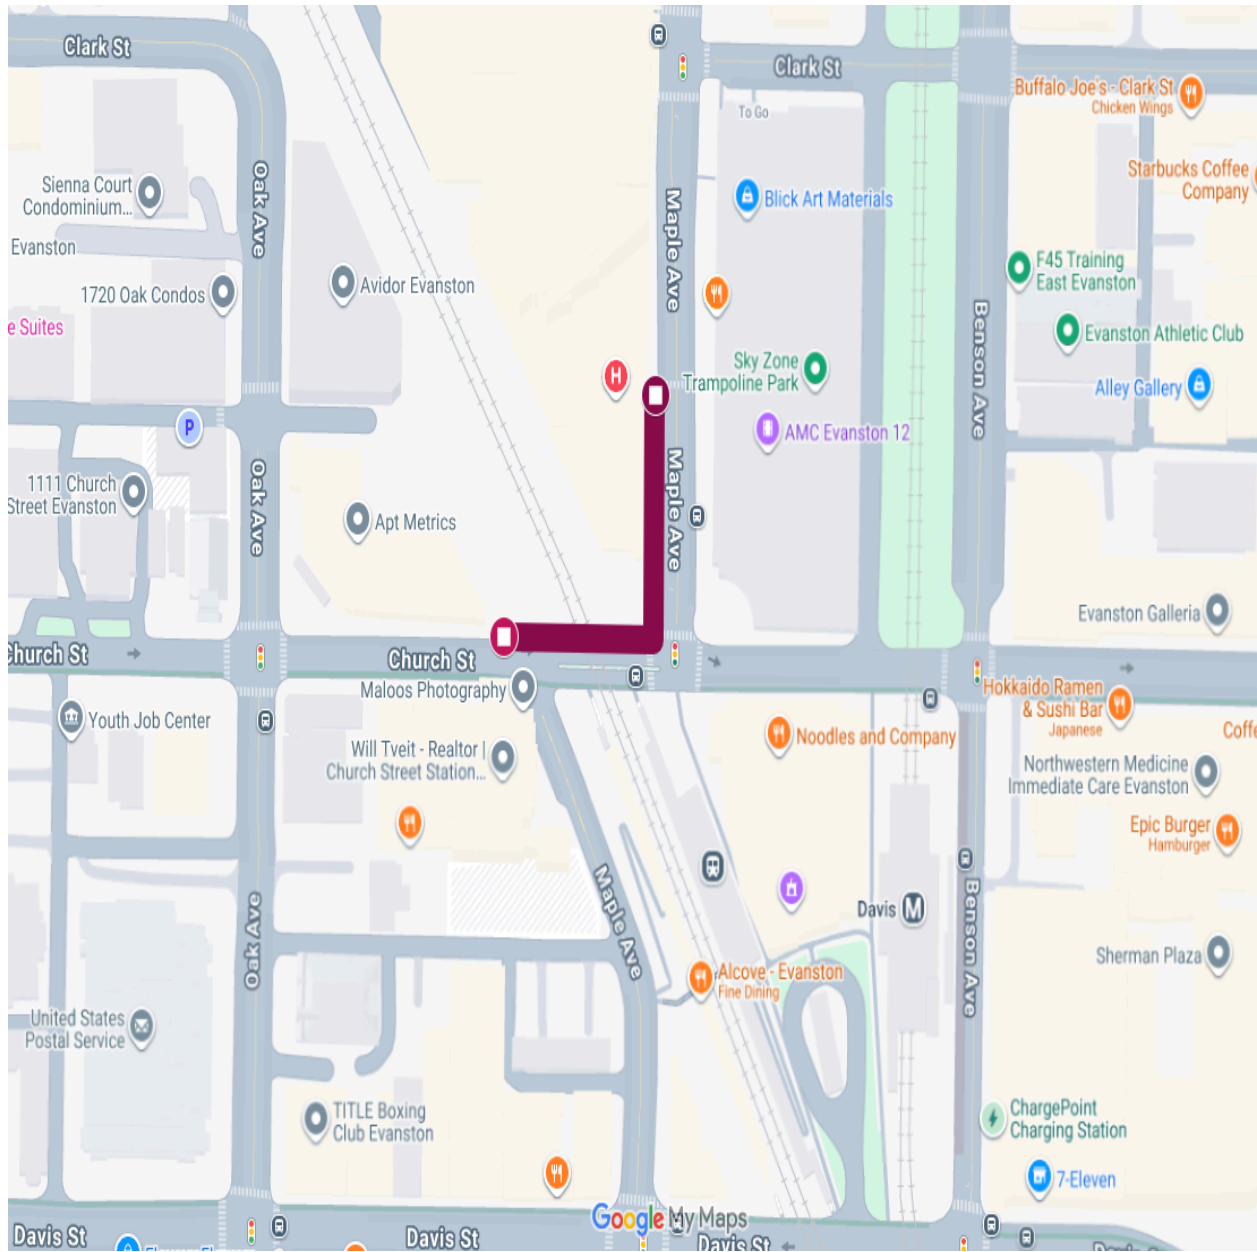 Clark St
Clark St
To Go
Buffalo Joe's - Clark St
Chicken Wings
Starbucks Coffee
Company
Sienna Court
Condominium...
Oak Ave
Maple Ave
Blick Art Materials
Evanston
1720 Oak Condos
Avidor Evanston
F45 Training
East Evanston
e Suites
Benson Ave
Evanston Athletic Club
H
Sky Zone
Trampoline Park
Alley Gallery
P
AMC Evanston 12
1111 Church
Street Evanston
Oak Ave
Apt Metrics
Maple Ave
Evanston Galleria
Church St
Church St
Maloos Photography
Hokkaido Ramen
& Sushi Bar
Japanese
Youth Job Center
Will Tveit - Realtor |
Church Street Station...
Noodles and Company
Coffe
Northwestern Medicine
Immediate Care Evanston
Epic Burger
Hamburger
Maple Ave
Oak Ave
Davis
M
Benson Ave
Sherman Plaza
Alcove - Evanston
Fine Dining
United States
Postal Service
TITLE Boxing
Club Evanston
ChargePoint
Charging Station
7-Eleven
Google My Maps
Davis St
Davis St
Davis St